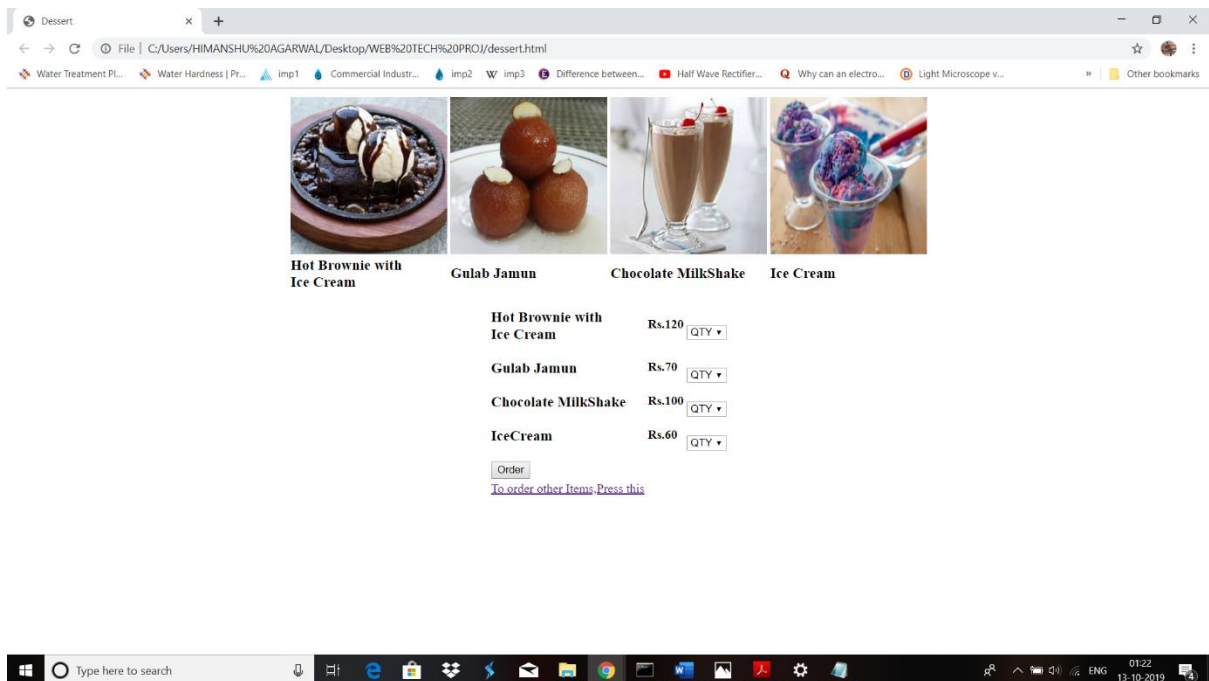 Dessert
File | C:/Users/HIMANSHU%20AGARWAL/Desktop/WEB%20TECH%20PROJ/dessert.html
Water Treatment Pl... Water Hardness | Pr... imp1 Commercial Industr... imp2 W imp3 Difference between... Half Wave Rectifier... Q Why can an electro... Light Microscope v... » Other bookmarks
Hot Brownie with
Ice Cream
Gulab Jamun
Chocolate MilkShake
Ice Cream
Hot Brownie with
Ice Cream
Rs.120 QTY
Gulab Jamun Rs.70 QTY
Chocolate MilkShake Rs.100 QTY
IceCream Rs.60 QTY
Order
To order other Items,Press this
Type here to search
ENG
01:22
13-10-2019
4